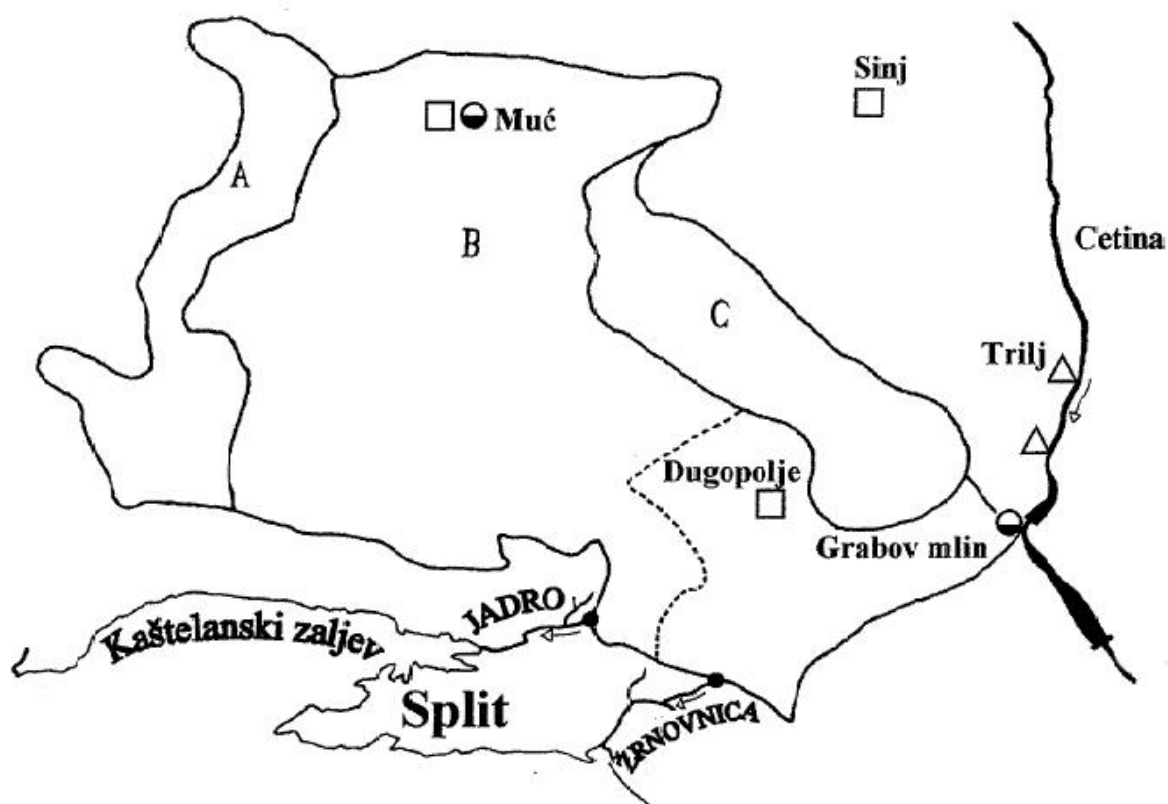 Sinj
Muć
A
B
Cetina
C
Trilj
Dugopolje
Grabov mlin
JADRO
Kaštelanski zaljev
Split
ŽRNOVNICA